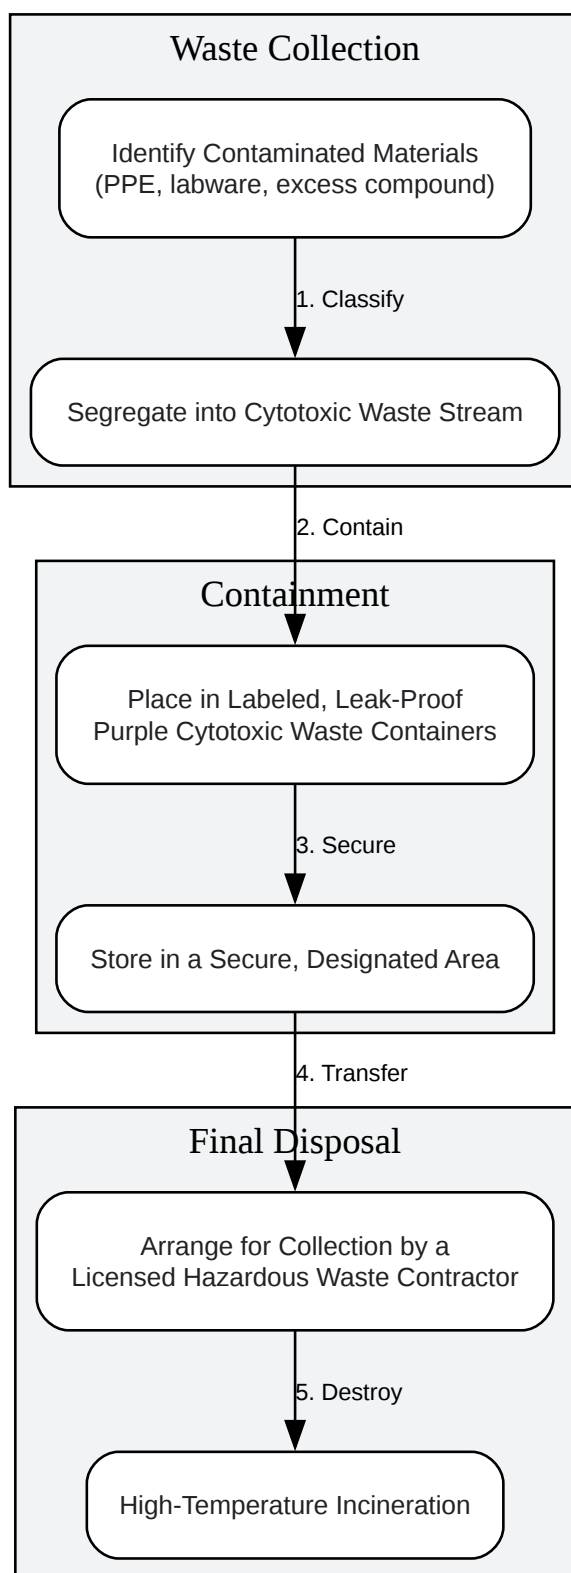 Waste Collection
Identify Contaminated Materials
(PPE, labware, excess compound)
1. Classify
Segregate into Cytotoxic Waste Stream
2. Contain
Containment
Place in Labeled, Leak-Proof
Purple Cytotoxic Waste Containers
3. Secure
Store in a Secure, Designated Area
4. Transfer
Final Disposal
Arrange for Collection by a
Licensed Hazardous Waste Contractor
5. Destroy
High-Temperature Incineration